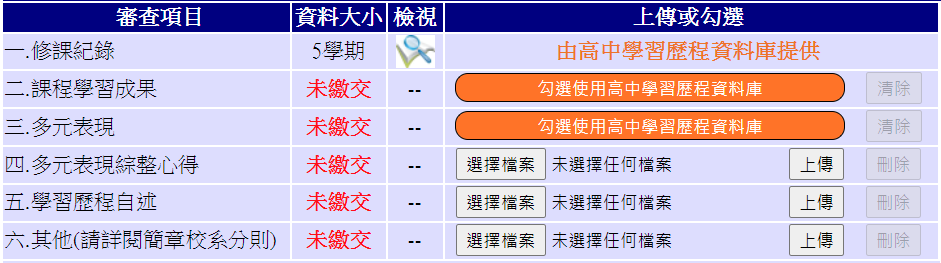 審查項目 資料大小 檢視 上傳或勾選
一.修課紀錄 5學期 由高中學習歷程資料庫提供
二.課程學習成果 未繳交 -- 勾選使用高中學習歷程資料庫 清除
三.多元表現 未繳交 -- 勾選使用高中學習歷程資料庫 清除
四.多元表現綜整心得 未繳交 -- 選擇檔案 未選擇任何檔案 上傳 刪除
五.學習歷程自述 未繳交 -- 選擇檔案 未選擇任何檔案 上傳 刪除
六.其他(請詳閱簡章校系分則) 未繳交 -- 選擇檔案 未選擇任何檔案 上傳 刪除